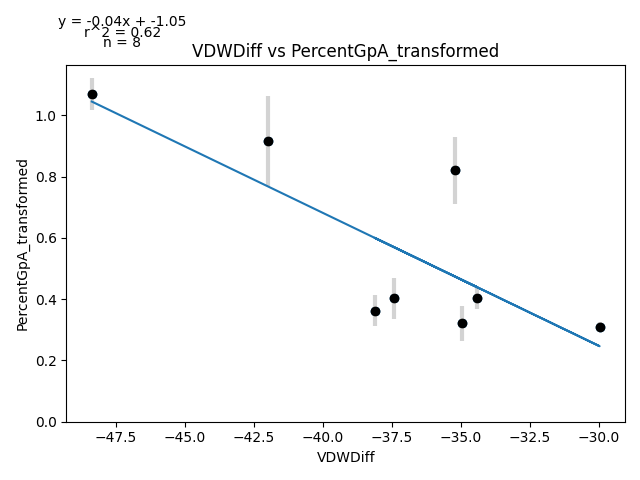 y = -0.04x + -1.05
r^2 = 0.62
n = 8
VDWDiff vs PercentGpA_transformed
PercentGpA_transformed
1.0
0.8
0.6
0.4
0.2
0.0
−47.5 −45.0 −42.5 −40.0 −37.5 −35.0 −32.5 −30.0
VDWDiff